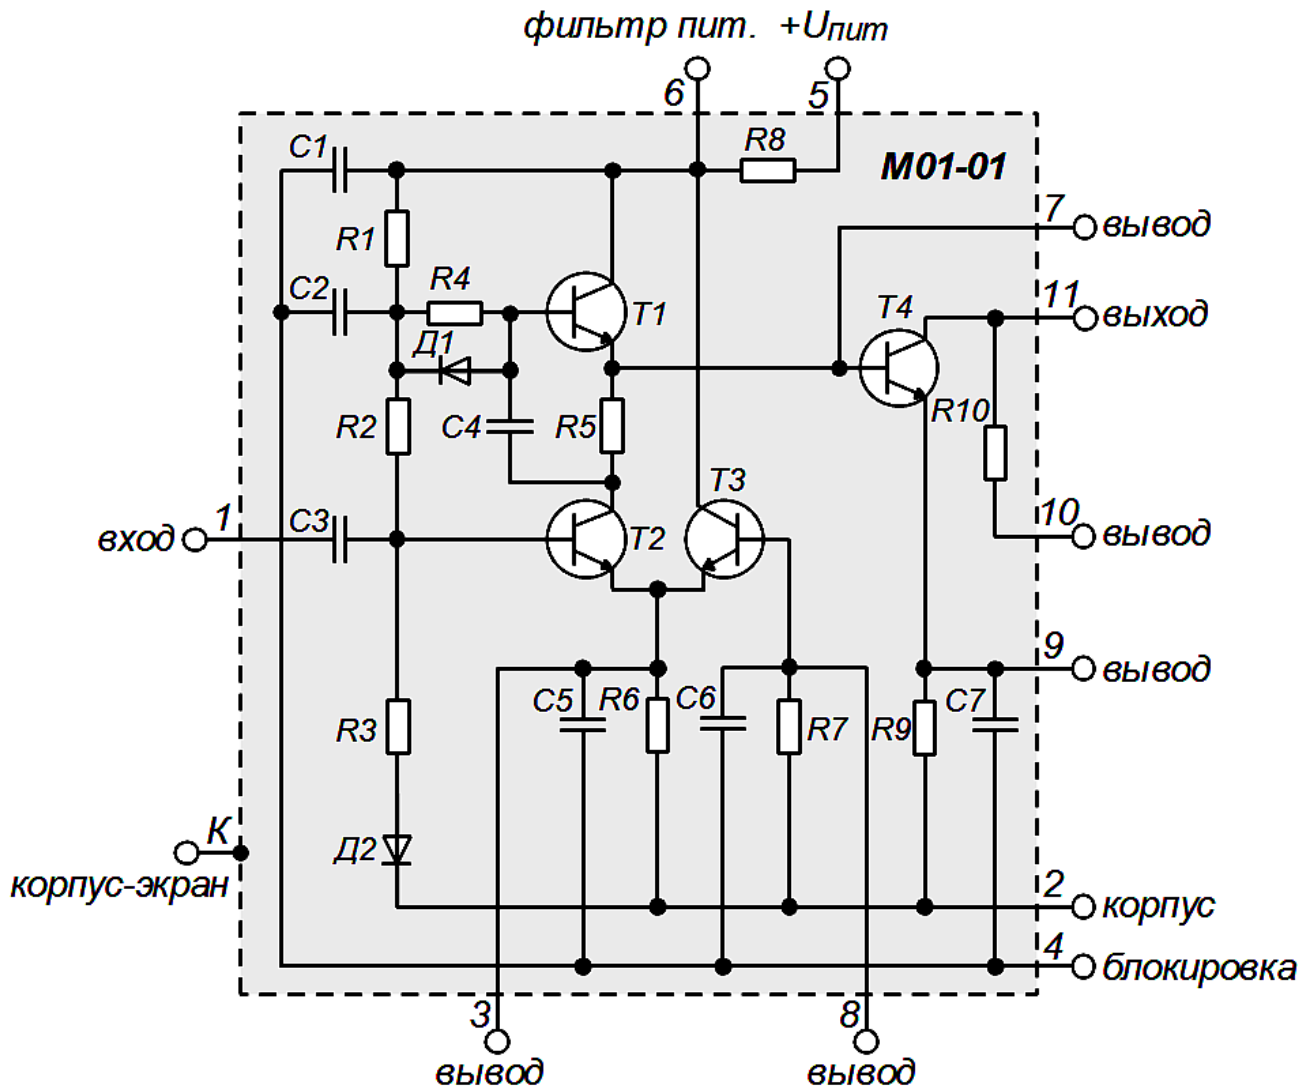 фильтр пит. +Uпит
6
5
C1
R8
M01-01
R1
7
вывод
C2
R4
T1
T4
11
выход
Д1
R2
C4
R5
R10
T3
1
C3
10
вход
T2
вывод
9
вывод
C5
R6
C6
R3
R7
R9
C7
К
Д2
корпус-экран
2
корпус
4
блокировка
3
8
вывод
вывод